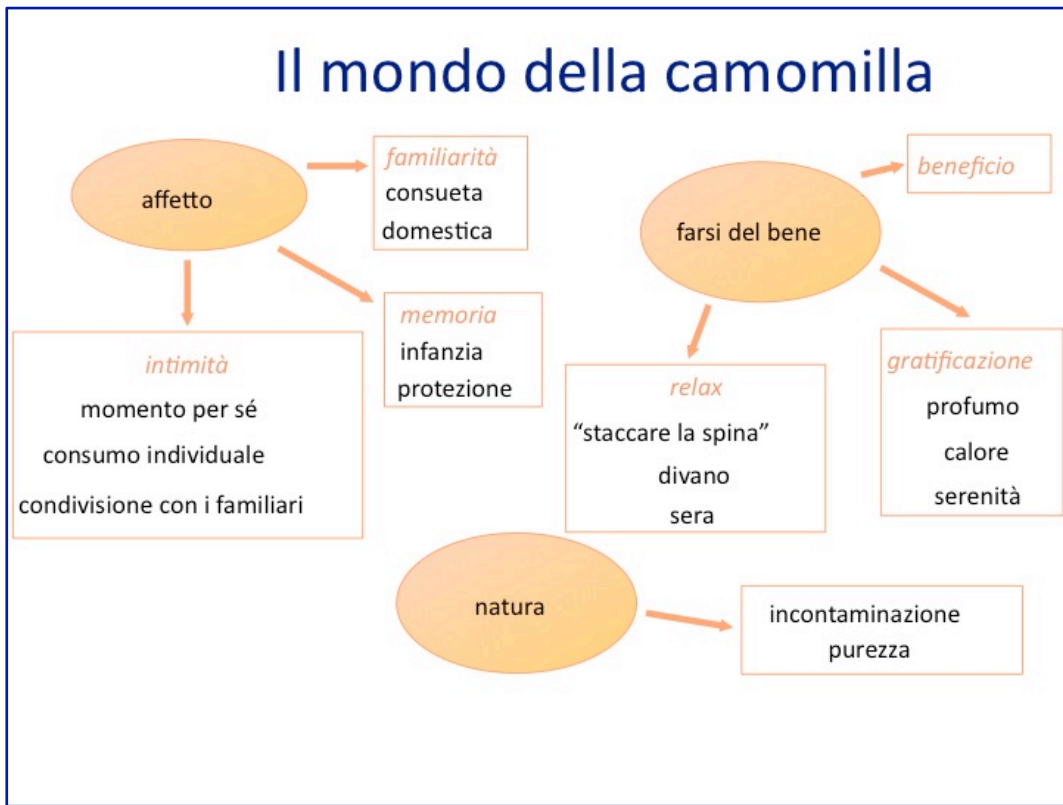 Il mondo della camomilla
affetto
familiarità
consueta
domestica
memoria
infanzia
protezione
intimità
momento per sé
consumo individuale
condivisione con i familiari
farsi del bene
beneficio
relax
“staccare la spina”
divano
sera
gratificazione
profumo
calore
serenità
natura
incontaminazione
purezza